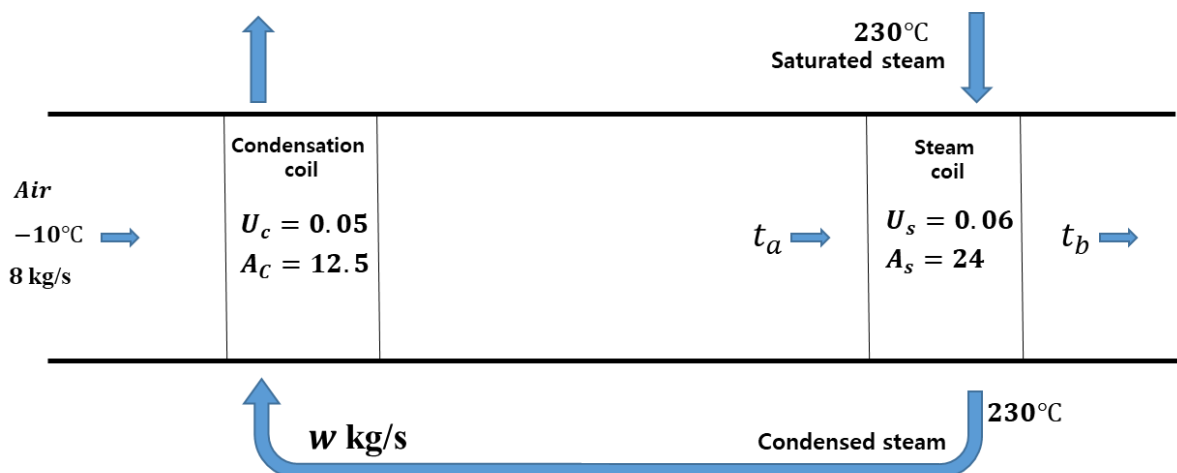 230°C
Saturated steam
Condensation
coil
Steam
coil
Air
−10°C
8 kg/s
U_c = 0.05
A_C = 12.5
t_a
U_s = 0.06
A_s = 24
t_b
230°C
w kg/s
Condensed steam